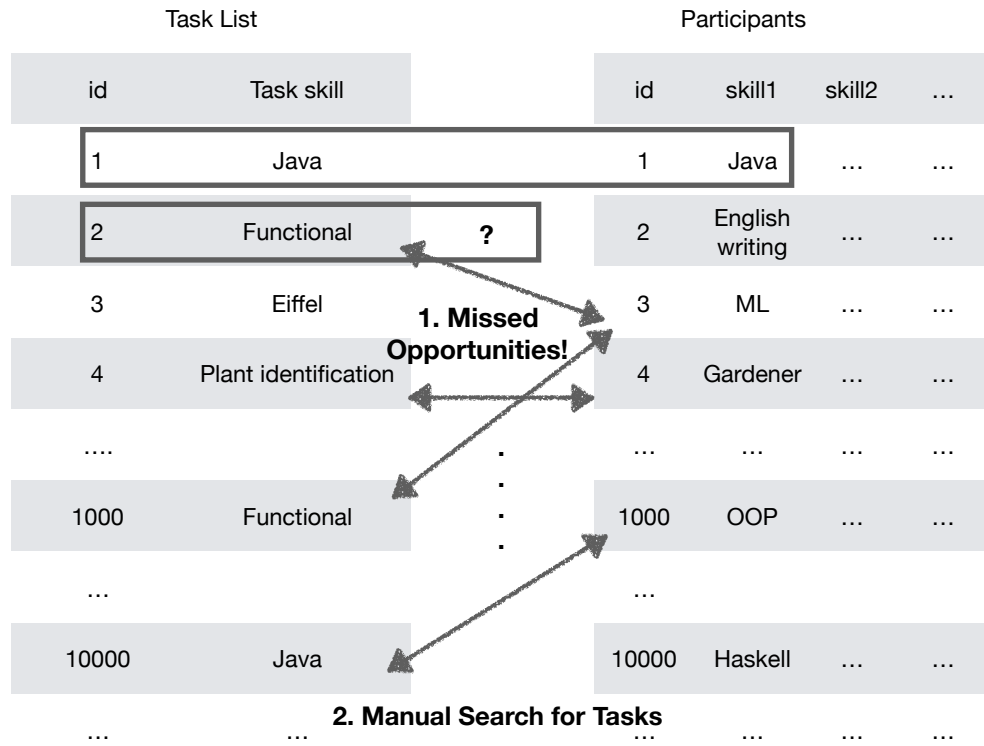 Task List Participants
id Task skill id skill1 skill2 …
1 Java 1 Java … …
2 Functional ? 2 English writing … …
3 Eiffel 3 ML … …
1. Missed Opportunities!
4 Plant identification 4 Gardener … …
…. . … … … …
.
1000 Functional . 1000 OOP … …
.
… …
10000 Java 10000 Haskell … …
2. Manual Search for Tasks
… … … … … …